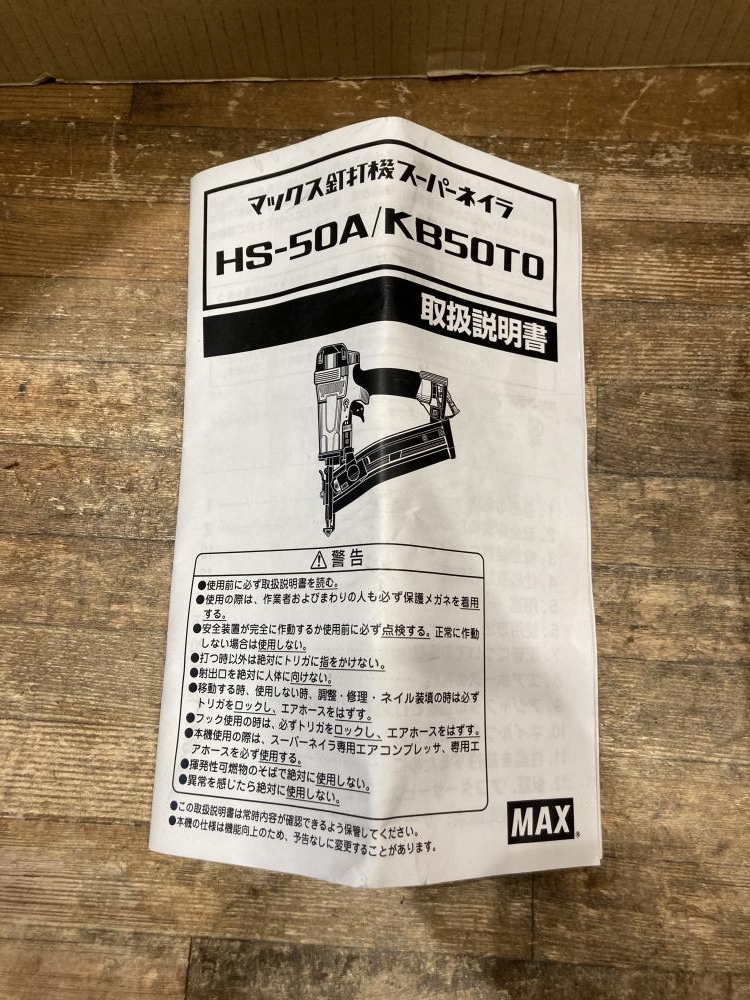 マックス釘打機スーパーネイラ
HS-50A/KB50TO
取扱説明書
⚠警告
●使用前に必ず取扱説明書を読む。
●使用の際は、作業者およびまわりの人も必ず保護メガネを着用
する。
●安全装置が完全に作動するか使用前に必ず点検する。正常に作動
しない場合は使用しない。
●打つ時以外は絶対にトリガに指をかけない。
●射出口を絶対に人体に向けない。
●移動する時、使用しない時、調整・修理・ネイル装填の時は必ず
トリガをロックし、エアホースをはずす。
●フック使用の時は、必ずトリガをロックし、エアホースをはずす。
●本機使用の際は、スーパーネイラ専用エアコンプレッサ、専用エ
アホースを必ず使用する。
●揮発性可燃物のそばで絶対に使用しない。
●異常を感じたら絶対に使用しない。
●この取扱説明書は常時内容が確認できるよう保管してください。
●本機の仕様は機能向上のため、予告なしに変更することがあります。
MAX